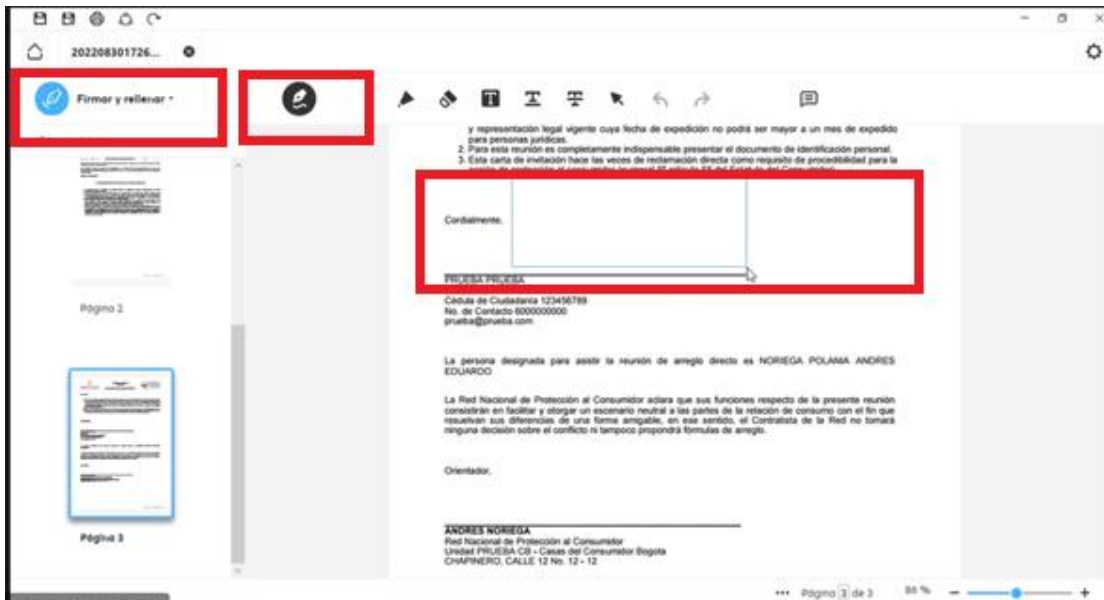 202208301726...
Firmar y rellenar
y representación legal vigente cuya fecha de expedición no podrá ser mayor a un mes de expedido
para personas jurídicas.
2. Para esta reunión es completamente indispensable presentar el documento de identificación personal.
3. Esta carta de invitación hace las veces de reclamación directa como requisito de procedibilidad para la
Cordialmente,
PRUEBA PRUEBA
Cédula de Ciudadanía 123456789
No. de Contacto 6000000000
prueba@prueba.com
La persona designada para asistir la reunión de arreglo directo es NORIEGA POLANIA ANDRES
EDUARDO
La Red Nacional de Protección al Consumidor aclara que sus funciones respecto de la presente reunión
consistirán en facilitar y otorgar un escenario neutral a las partes de la relación de consumo con el fin que
resuelvan sus diferencias de una forma amigable, en ese sentido, el Contratista de la Red no tomará
ninguna decisión sobre el conflicto ni tampoco propondrá fórmulas de arreglo.
Orientador,
ANDRES NORIEGA
Red Nacional de Protección al Consumidor
Unidad PRUEBA CB - Casas del Consumidor Bogota
CHAPINERO, CALLE 12 No. 12 - 12
Página 2
Página 3
Página 3 de 3
86 %